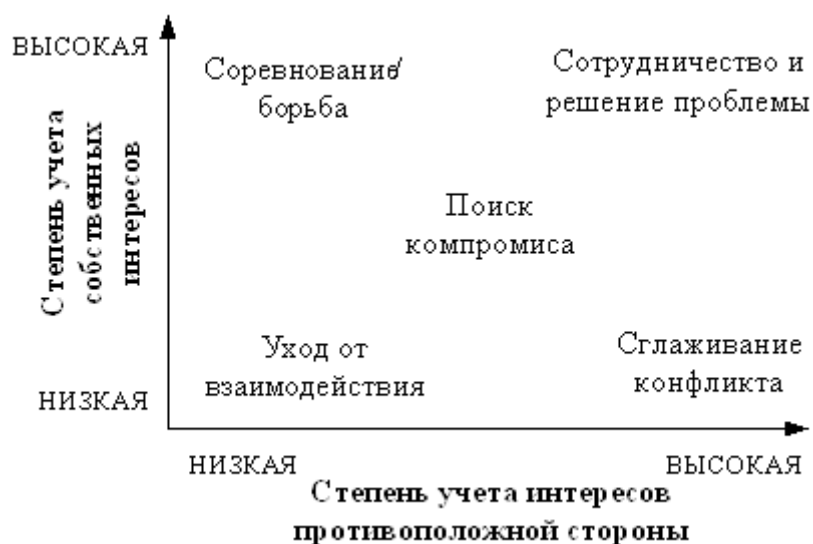 ВЫСОКАЯ
Степень учета
собственных
интересов
НИЗКАЯ
Соревнование/
борьба
Сотрудничество и
решение проблемы
Поиск
компромиса
Уход от
взаимодействия
Сглаживание
конфликта
НИЗКАЯ
ВЫСОКАЯ
Степень учета интересов
противоположной стороны